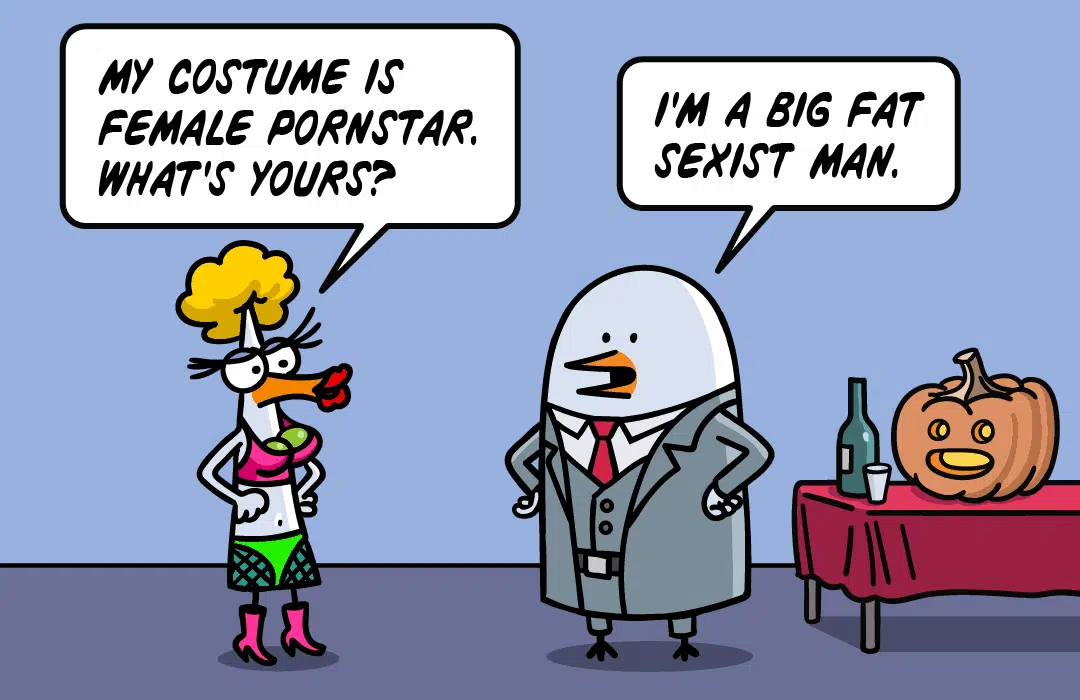 MY COSTUME IS
FEMALE PORNSTAR.
WHAT'S YOURS?
I'M A BIG FAT
SEXIST MAN.